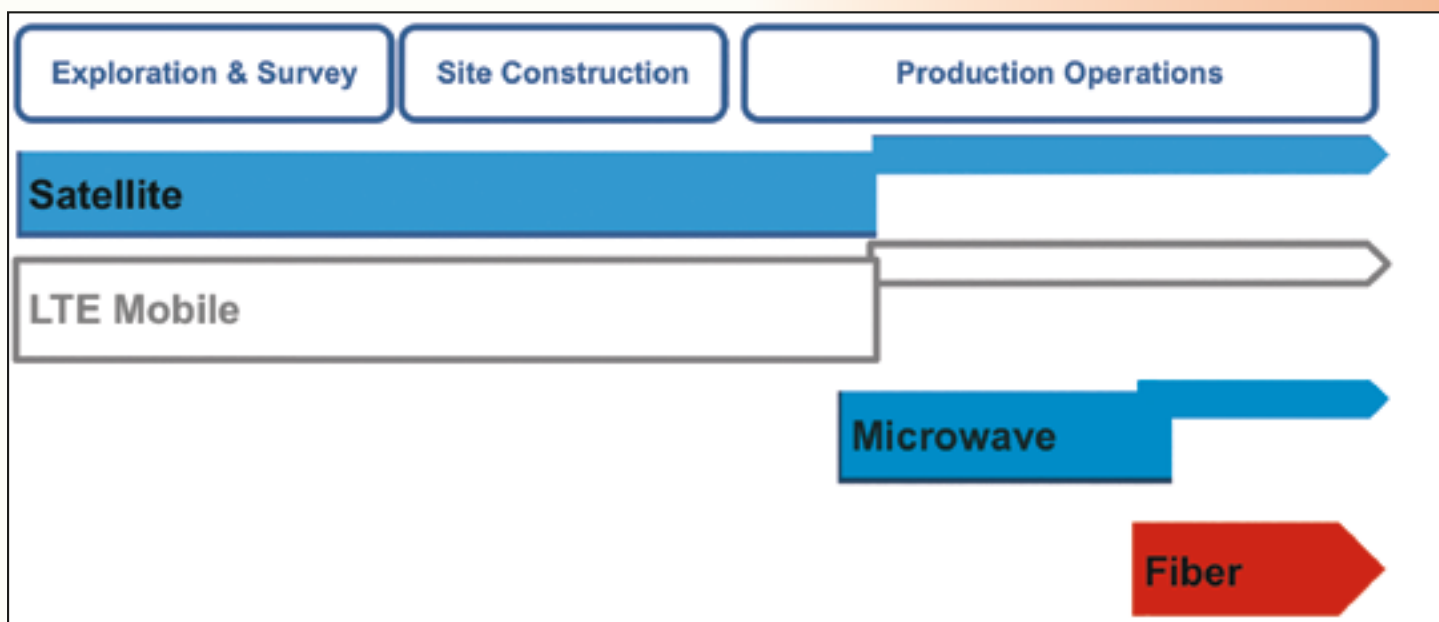 Exploration & Survey
Site Construction
Production Operations
Satellite
LTE Mobile
Microwave
Fiber